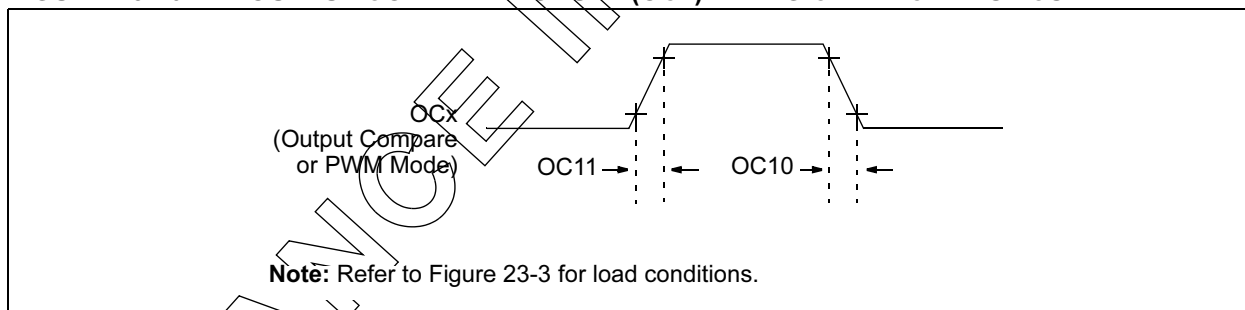 OCx
(Output Compare
or PWM Mode)
OC11
OC10
Note: Refer to Figure 23-3 for load conditions.